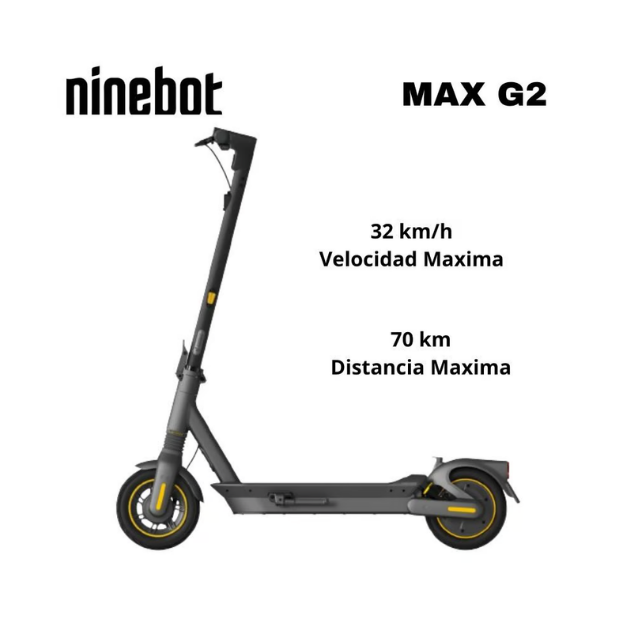 ninebot
MAX G2
32 km/h
Velocidad Maxima
70 km
Distancia Maxima